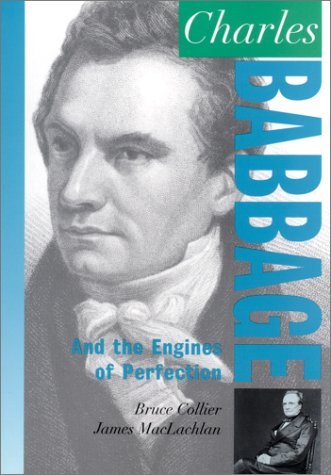 Charles
BABBAGE
And the Engines
of Perfection
Bruce Collier
James MacLachlan